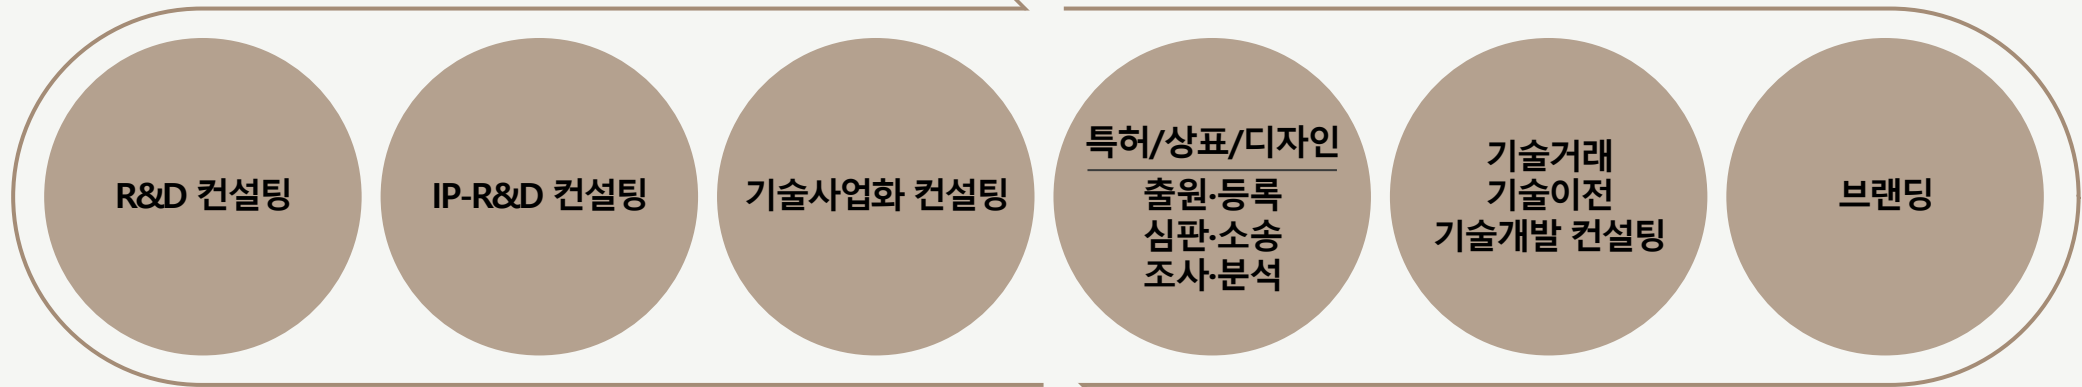 R&D 컨설팅
IP-R&D 컨설팅
기술사업화 컨설팅
특허/상표/디자인
출원·등록
심판·소송
조사·분석
기술거래
기술이전
기술개발 컨설팅
브랜딩